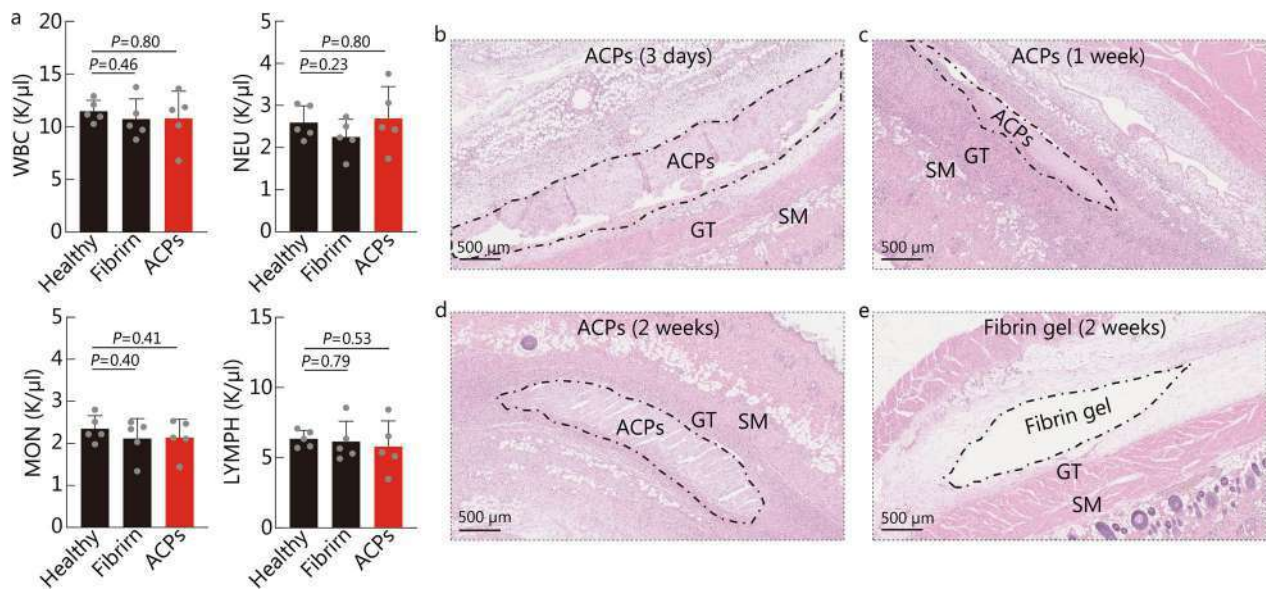 a
WBC (K/μl)
20
15
10
5
0
P=0.80
P=0.46
Healthy
Fibrirn
ACPs
NEU (K/μl)
5
4
3
2
1
0
P=0.80
P=0.23
Healthy
Fibrirn
ACPs
MON (K/μl)
5
4
3
2
1
0
P=0.41
P=0.40
Healthy
Fibrirn
ACPs
LYMPH (K/μl)
15
10
5
0
P=0.53
P=0.79
Healthy
Fibrirn
ACPs
b
ACPs (3 days)
ACPs
GT
SM
500 μm
c
ACPs (1 week)
ACPs
GT
SM
500 μm
d
ACPs (2 weeks)
ACPs
GT
SM
500 μm
e
Fibrin gel (2 weeks)
Fibrin gel
GT
SM
500 μm